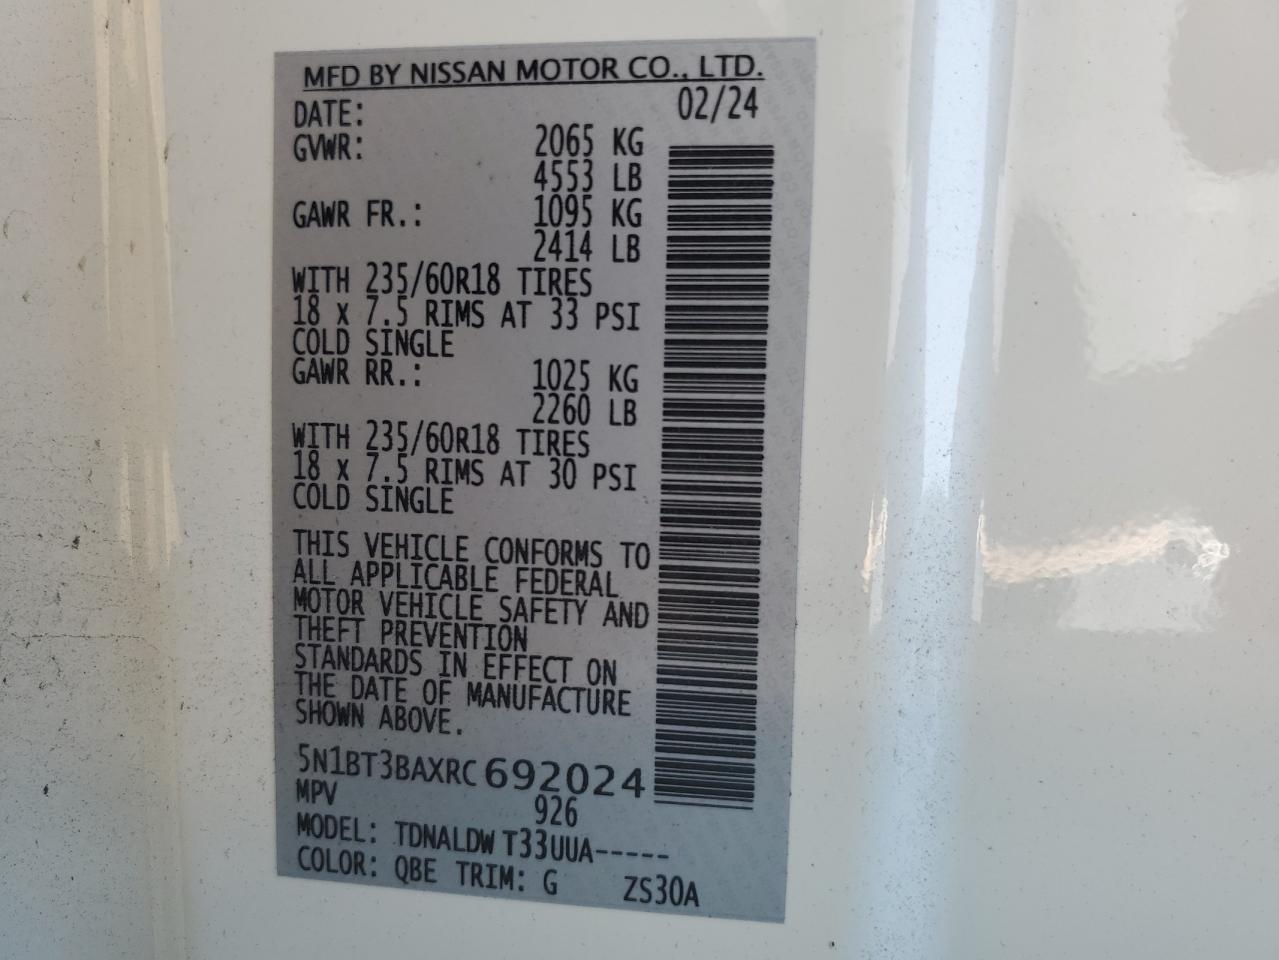 MFD BY NISSAN MOTOR CO., LTD.
DATE: 02/24
GVWR: 2065 KG
4553 LB
GAWR FR.: 1095 KG
2414 LB
WITH 235/60R18 TIRES
18 x 7.5 RIMS AT 33 PSI
COLD SINGLE
GAWR RR.: 1025 KG
2260 LB
WITH 235/60R18 TIRES
18 x 7.5 RIMS AT 30 PSI
COLD SINGLE
THIS VEHICLE CONFORMS TO
ALL APPLICABLE FEDERAL
MOTOR VEHICLE SAFETY AND
THEFT PREVENTION
STANDARDS IN EFFECT ON
THE DATE OF MANUFACTURE
SHOWN ABOVE.
5N1BT3BAXRC692024
MPV 926
MODEL: TDNALDW T33UUA-----
COLOR: QBE TRIM: G ZS30A